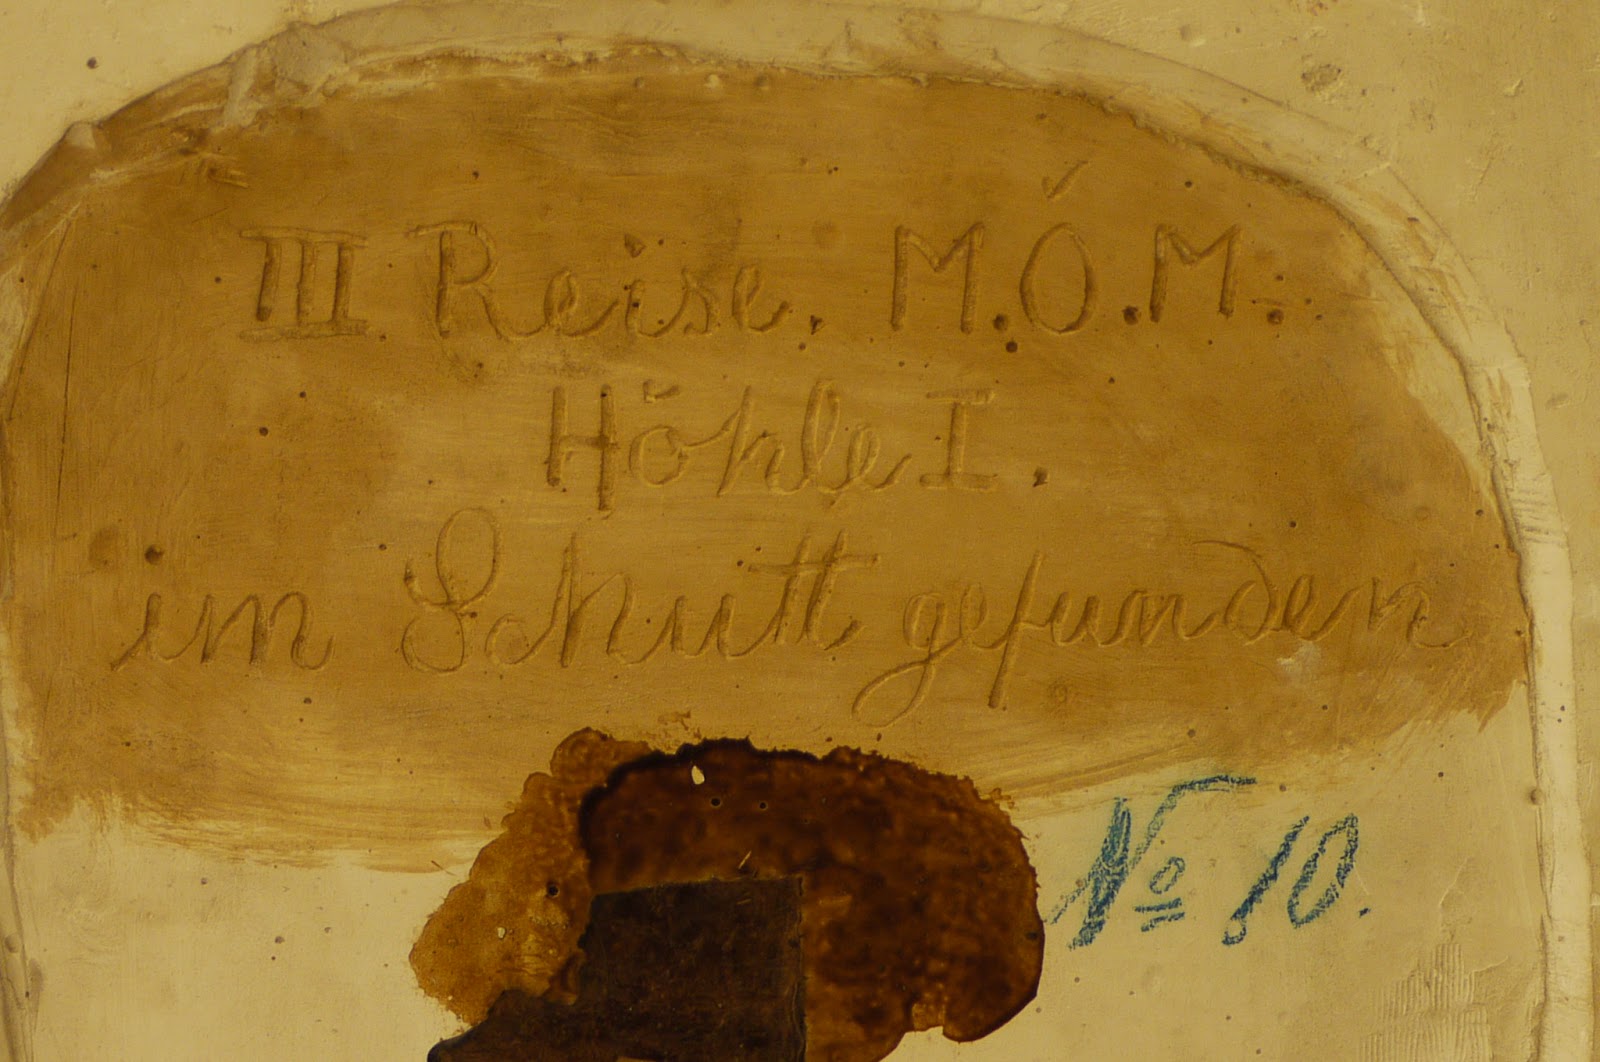 III Reise. M.Ó.M.
Höhle I.
im Schutt gefunden
No 10.